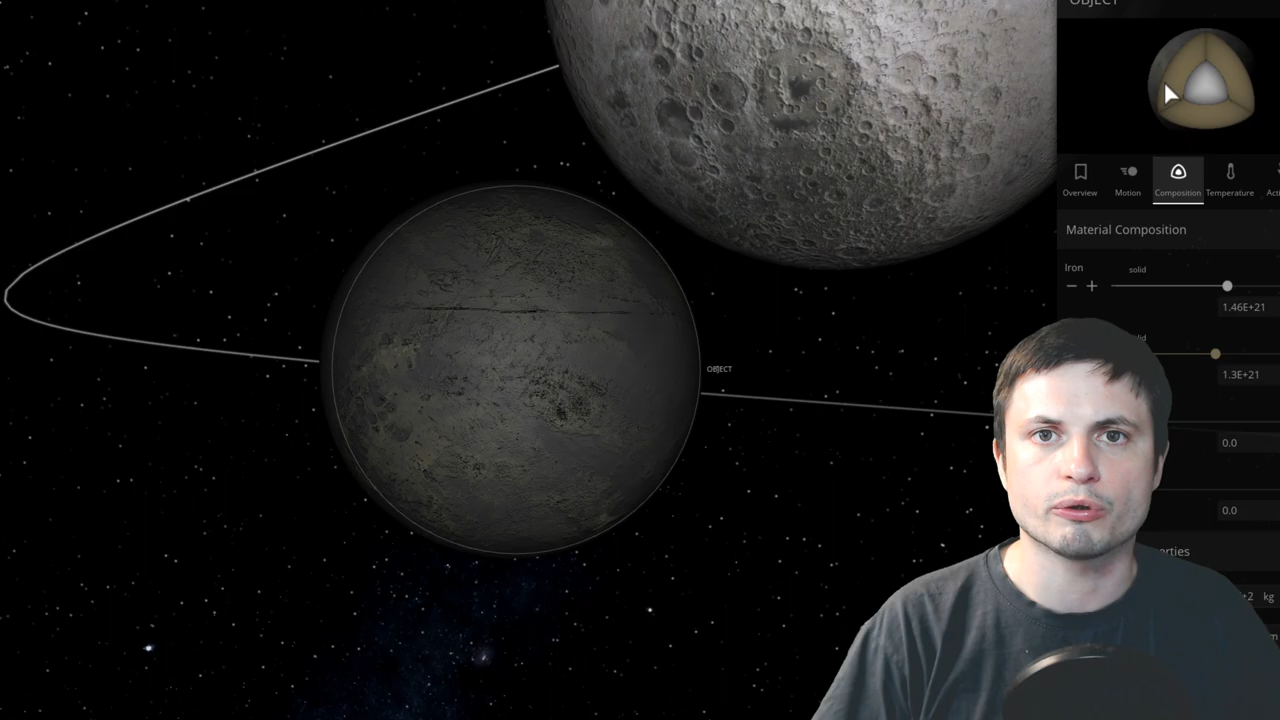 OBJECT
Overview Motion Composition Temperature
Material Composition
Iron solid
1.46E+21
OBJECT
1.3E+21
0.0
0.0
kg